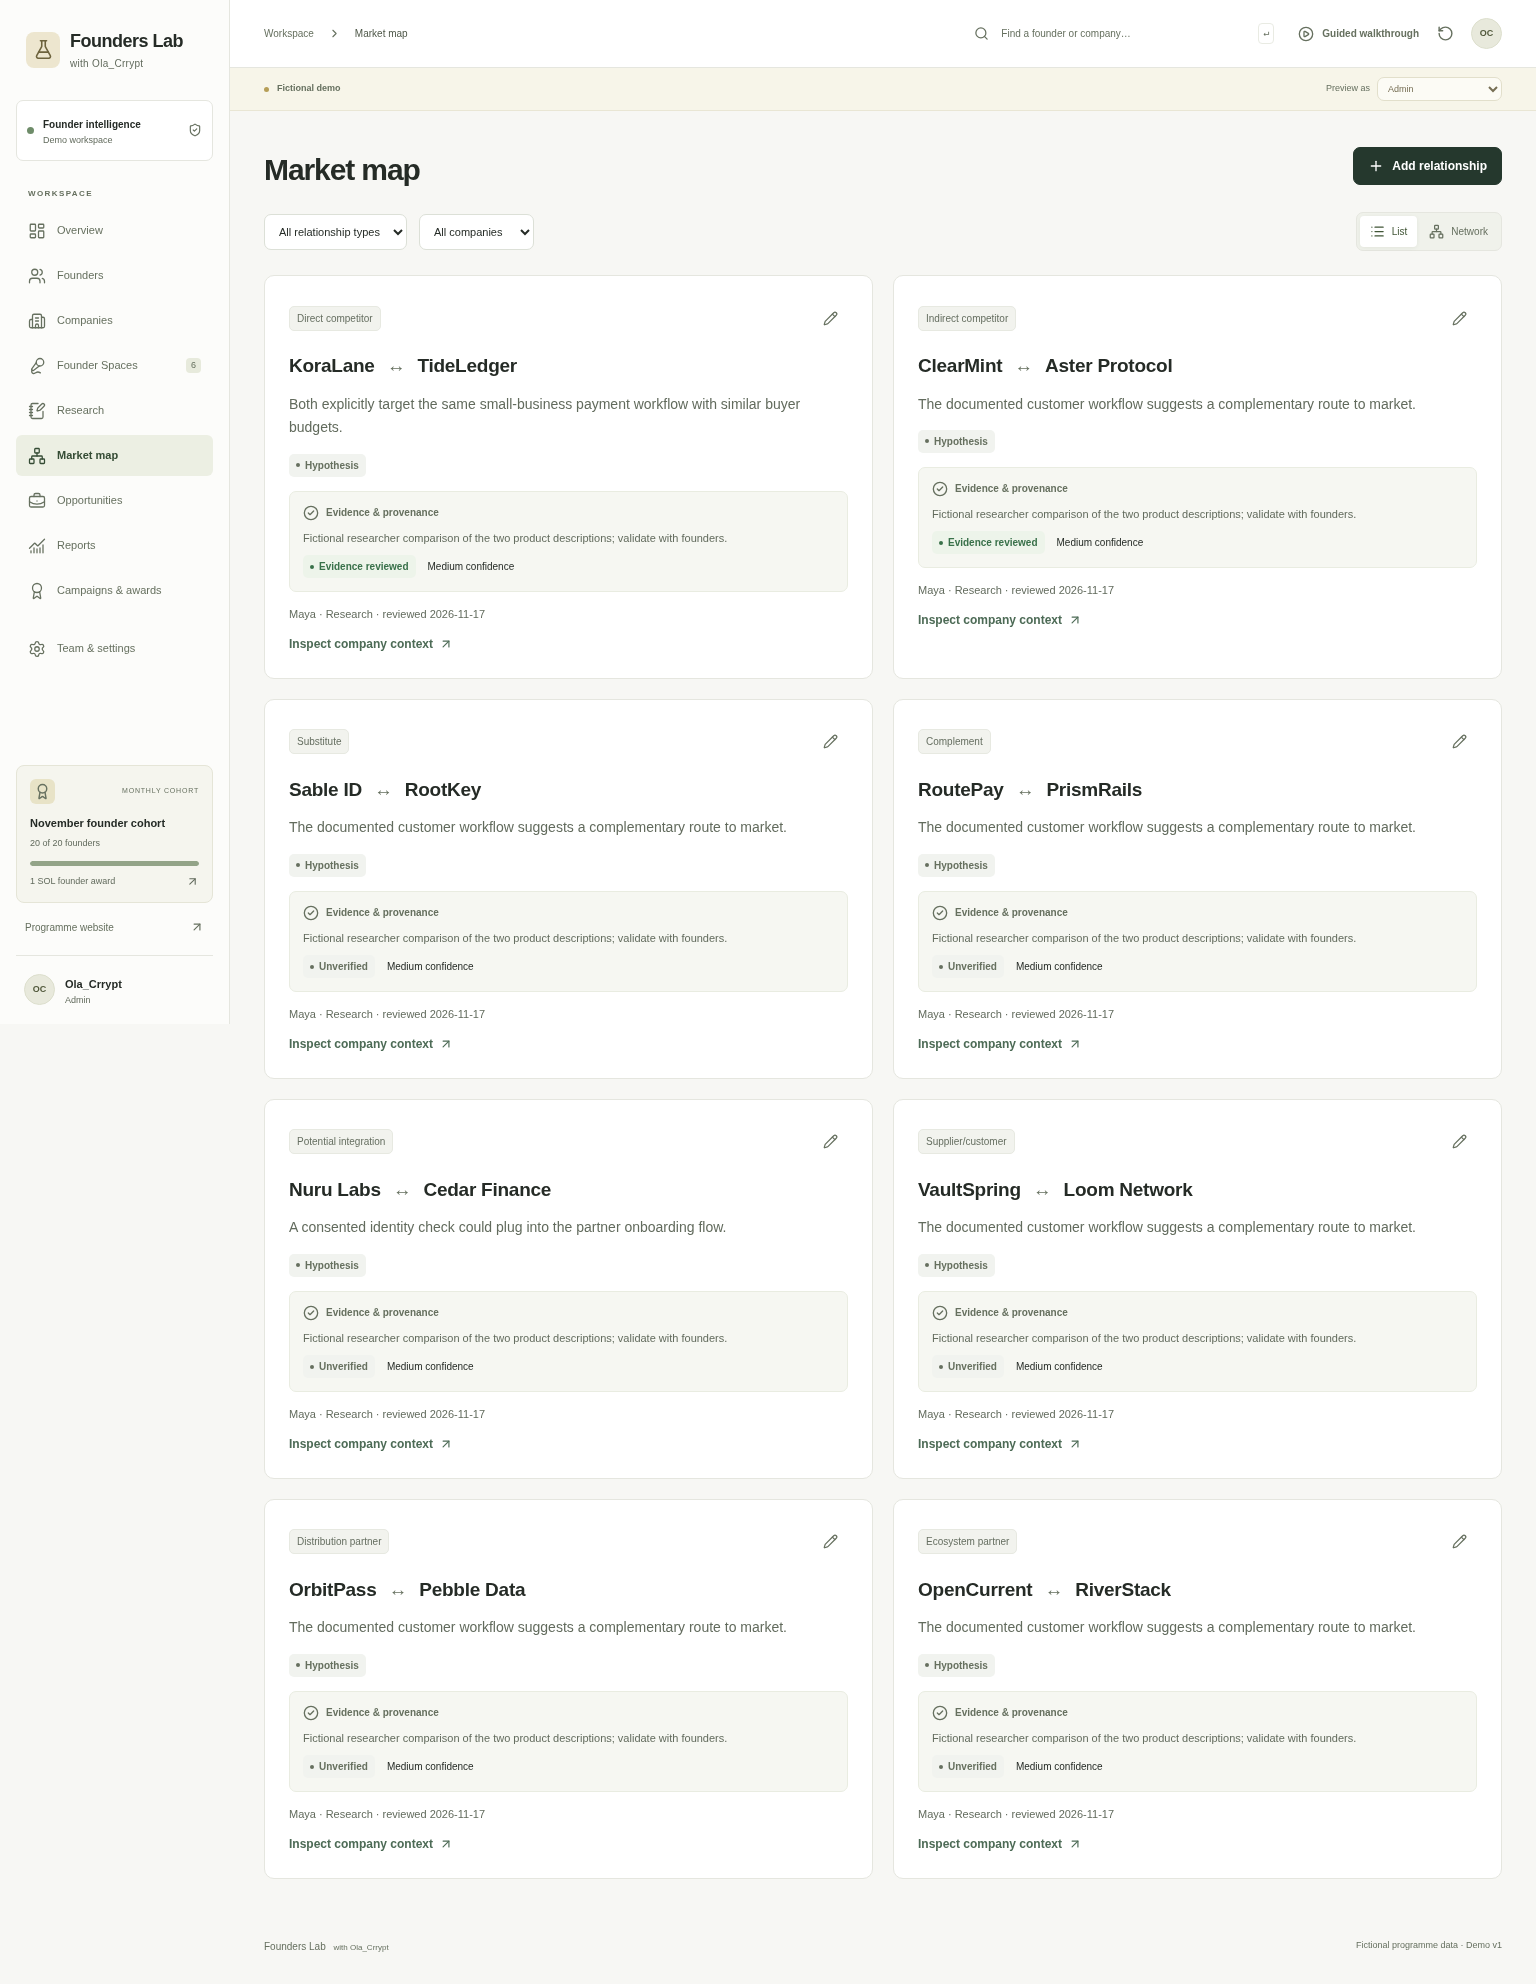 Founders Lab
with Ola_Crrypt
Founder intelligence
Demo workspace
WORKSPACE
Overview
Founders
Companies
Founder Spaces 6
Research
Market map
Opportunities
Reports
Campaigns & awards
Team & settings
MONTHLY COHORT
November founder cohort
20 of 20 founders
1 SOL founder award
Programme website
OC
Ola_Crrypt
Admin
Workspace Market map
Find a founder or company…
↵
Guided walkthrough
OC
Fictional demo
Preview as Admin
Market map
Add relationship
All relationship types All companies
List Network
Direct competitor
KoraLane ↔ TideLedger
Both explicitly target the same small-business payment workflow with similar buyer
budgets.
Hypothesis
Evidence & provenance
Fictional researcher comparison of the two product descriptions; validate with founders.
Evidence reviewed Medium confidence
Maya · Research · reviewed 2026-11-17
Inspect company context
Indirect competitor
ClearMint ↔ Aster Protocol
The documented customer workflow suggests a complementary route to market.
Hypothesis
Evidence & provenance
Fictional researcher comparison of the two product descriptions; validate with founders.
Evidence reviewed Medium confidence
Maya · Research · reviewed 2026-11-17
Inspect company context
Substitute
Sable ID ↔ RootKey
The documented customer workflow suggests a complementary route to market.
Hypothesis
Evidence & provenance
Fictional researcher comparison of the two product descriptions; validate with founders.
Unverified Medium confidence
Maya · Research · reviewed 2026-11-17
Inspect company context
Complement
RoutePay ↔ PrismRails
The documented customer workflow suggests a complementary route to market.
Hypothesis
Evidence & provenance
Fictional researcher comparison of the two product descriptions; validate with founders.
Unverified Medium confidence
Maya · Research · reviewed 2026-11-17
Inspect company context
Potential integration
Nuru Labs ↔ Cedar Finance
A consented identity check could plug into the partner onboarding flow.
Hypothesis
Evidence & provenance
Fictional researcher comparison of the two product descriptions; validate with founders.
Unverified Medium confidence
Maya · Research · reviewed 2026-11-17
Inspect company context
Supplier/customer
VaultSpring ↔ Loom Network
The documented customer workflow suggests a complementary route to market.
Hypothesis
Evidence & provenance
Fictional researcher comparison of the two product descriptions; validate with founders.
Unverified Medium confidence
Maya · Research · reviewed 2026-11-17
Inspect company context
Distribution partner
OrbitPass ↔ Pebble Data
The documented customer workflow suggests a complementary route to market.
Hypothesis
Evidence & provenance
Fictional researcher comparison of the two product descriptions; validate with founders.
Unverified Medium confidence
Maya · Research · reviewed 2026-11-17
Inspect company context
Ecosystem partner
OpenCurrent ↔ RiverStack
The documented customer workflow suggests a complementary route to market.
Hypothesis
Evidence & provenance
Fictional researcher comparison of the two product descriptions; validate with founders.
Unverified Medium confidence
Maya · Research · reviewed 2026-11-17
Inspect company context
Founders Lab with Ola_Crrypt
Fictional programme data · Demo v1